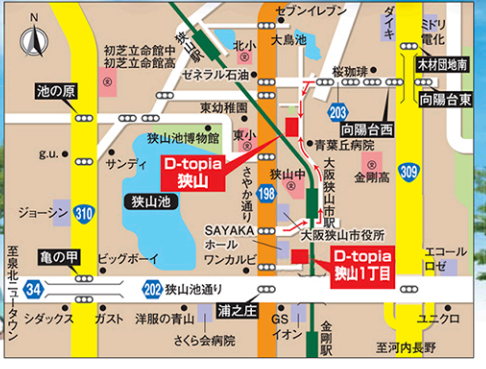 N
セブンイレブン
大鳥池
ダイキ
ミドリ電化
木材団地南
狭山駅
北小
ゼネラル石油
初芝立命館中
初芝立命館高
池の原
桜珈琲
203
向陽台西
向陽台東
東幼稚園
狭山池博物館
東小
青葉丘病院
g.u.
サンディ
D-topia
狭山
さやか通り
狭山中
大阪狭山市駅
金剛高
309
狭山池
198
ジョーシン
310
SAYAKA
ホール
大阪狭山市役所
D-topia
狭山1丁目
エコール
ロゼ
至泉北ニュータウン
亀の甲
ビッグボーイ
ワンカルビ
34
202
狭山池通り
浦之庄
シダックス
ガスト
洋服の青山
さくら会病院
GS
イオン
金剛駅
ユニクロ
至河内長野